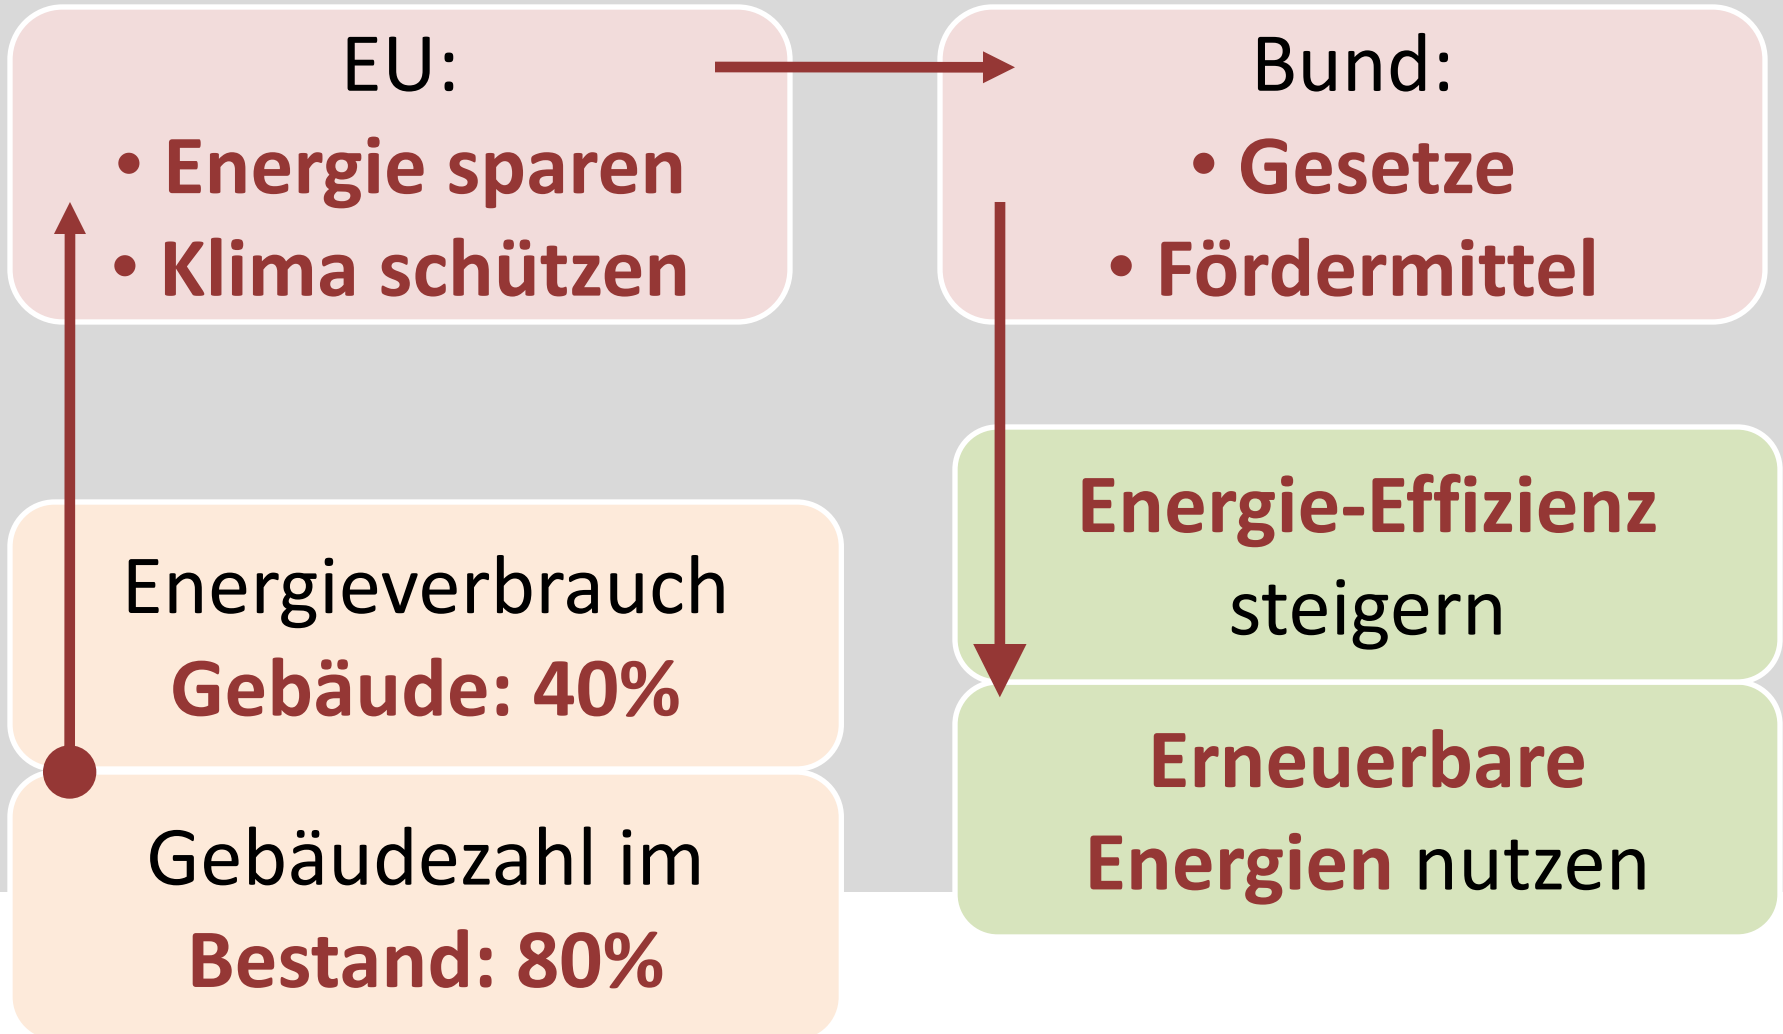 EU:
• Energie sparen
• Klima schützen
Bund:
• Gesetze
• Fördermittel
Energieverbrauch
Gebäude: 40%
Gebäudezahl im
Bestand: 80%
Energie-Effizienz
steigern
Erneuerbare
Energien nutzen